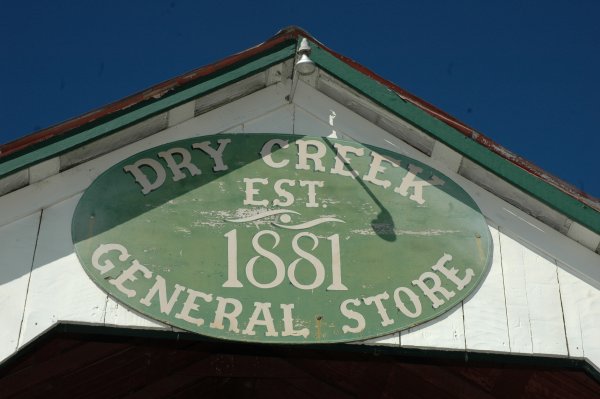 DRY CREEK
EST.
1881
GENERAL STORE